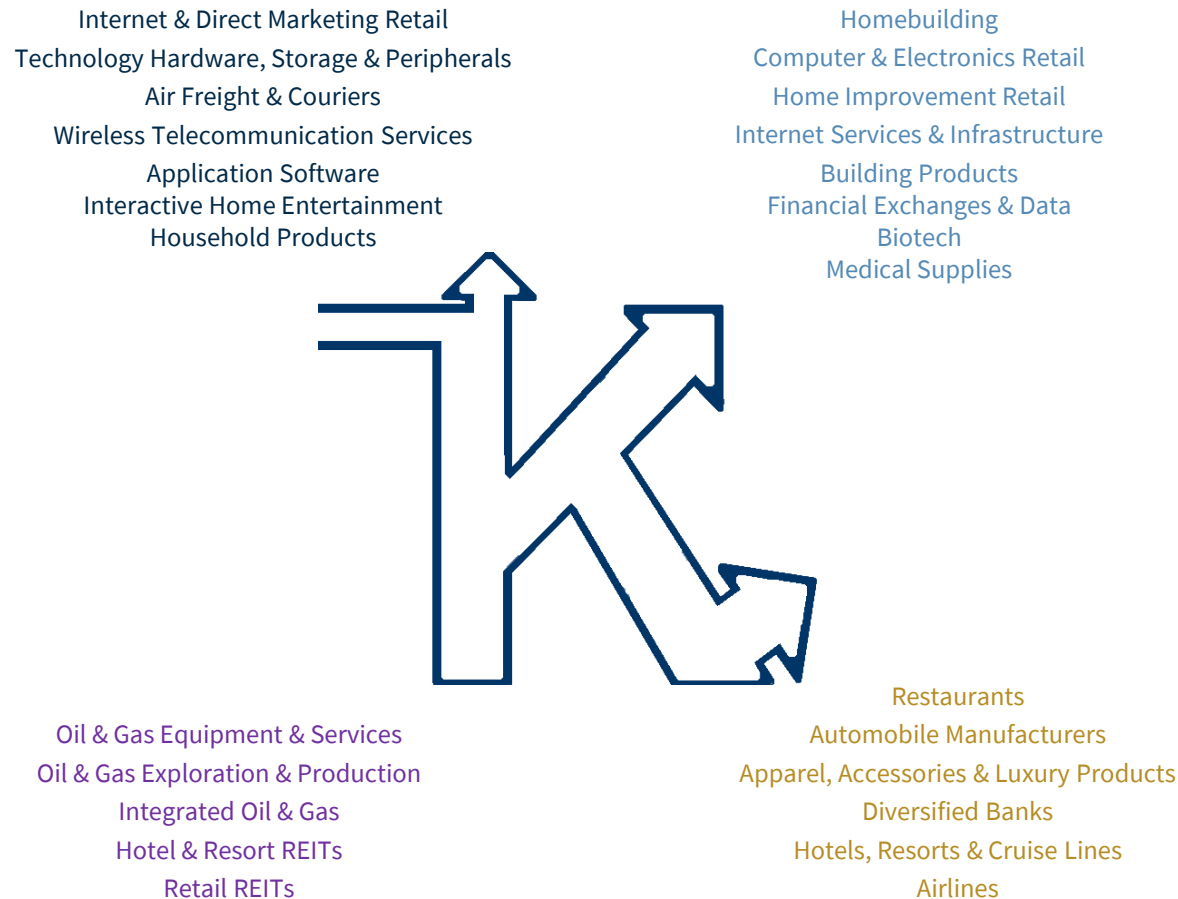 Internet & Direct Marketing Retail
Technology Hardware, Storage & Peripherals
Air Freight & Couriers
Wireless Telecommunication Services
Application Software
Interactive Home Entertainment
Household Products
Homebuilding
Computer & Electronics Retail
Home Improvement Retail
Internet Services & Infrastructure
Building Products
Financial Exchanges & Data
Biotech
Medical Supplies
Oil & Gas Equipment & Services
Oil & Gas Exploration & Production
Integrated Oil & Gas
Hotel & Resort REITs
Retail REITs
Restaurants
Automobile Manufacturers
Apparel, Accessories & Luxury Products
Diversified Banks
Hotels, Resorts & Cruise Lines
Airlines